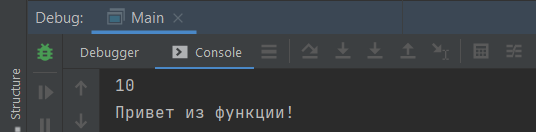 Debug: Main
Debugger Console
Structure
10
Привет из функции!